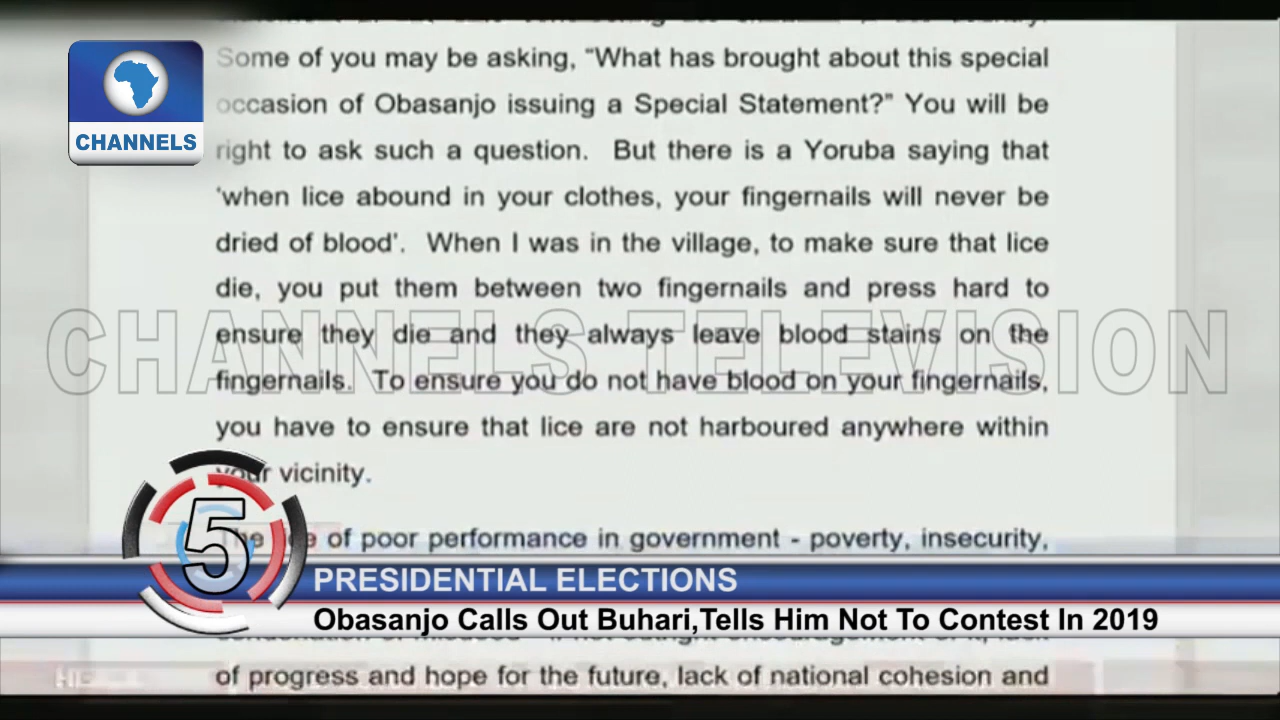 Some of you may be asking, “What has brought about this special
occasion of Obasanjo issuing a Special Statement?” You will be
right to ask such a question. But there is a Yoruba saying that
‘when lice abound in your clothes, your fingernails will never be
dried of blood’. When I was in the village, to make sure that lice
die, you put them between two fingernails and press hard to
ensure they die and they always leave blood stains on the
fingernails. To ensure you do not have blood on your fingernails,
you have to ensure that lice are not harboured anywhere within
your vicinity.
of poor performance in government - poverty, insecurity,
of progress and hope for the future, lack of national cohesion and
CHANNELS
CHANNELS TELEVISION
5
PRESIDENTIAL ELECTIONS
Obasanjo Calls Out Buhari,Tells Him Not To Contest In 2019